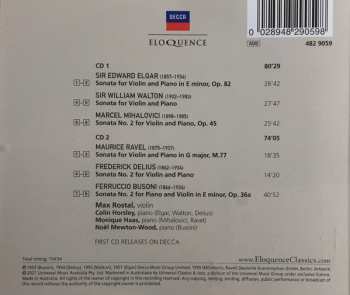 DECCA
ELOQUENCE
0 028948 290598
482 9059
CD 1 80'29
SIR EDWARD ELGAR (1857–1934)
Sonata for Violin and Piano in E minor, Op. 82 26'42
SIR WILLIAM WALTON (1902–1983)
Sonata for Violin and Piano 27'47
MARCEL MIHALOVICI (1898–1985)
Sonata No. 2 for Violin and Piano, Op. 45 25'42
CD 2 74'05
MAURICE RAVEL (1875–1937)
Sonata for Violin and Piano in G major, M.77 18'35
FREDERICK DELIUS (1862–1934)
Sonata No. 2 for Violin and Piano 14'20
FERRUCCIO BUSONI (1866–1924)
Sonata No. 2 for Piano and Violin in E minor, Op. 36a 40'52
Max Rostal, violin
Colin Horsley, piano (Elgar, Walton, Delius)
Monique Haas, piano (Mihalovici, Ravel)
Noël Mewton-Wood, piano (Busoni)
FIRST CD RELEASES ON DECCA
www.EloquenceClassics.com